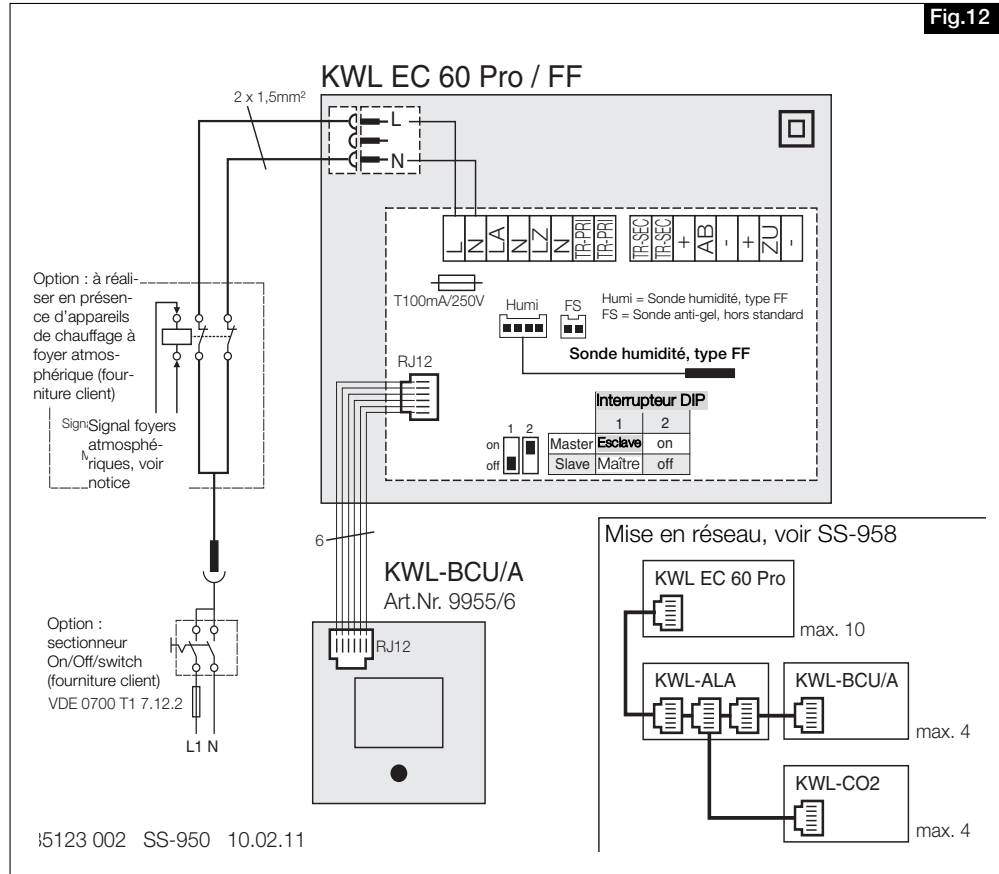 Fig.12
KWL EC 60 Pro / FF
2 x 1,5mm²
L
N
L
N
LA
N
LZ
N
TR-PRI
TR-PRI
TR-SEC
TR-SEC
+
AB
-
+
ZU
-
T100mA/250V
Humi
FS
Humi = Sonde humidité, type FF
FS = Sonde anti-gel, hors standard
Sonde humidité, type FF
RJ12
Interrupteur DIP
1 2
1 2
on
off
Master Esclave on
Slave Maître off
Option : à réali-
ser en présen-
ce d'appareils
de chauffage à
foyer atmos-
phérique (four-
niture client)
Signal foyers
atmosphé-
riques, voir
notice
6
KWL-BCU/A
Art.Nr. 9955/6
RJ12
Option :
sectionneur
On/Off/switch
(fourniture client)
VDE 0700 T1 7.12.2
L1 N
Mise en réseau, voir SS-958
KWL EC 60 Pro
max. 10
KWL-ALA
KWL-BCU/A
max. 4
KWL-CO2
max. 4
5123 002 SS-950 10.02.11